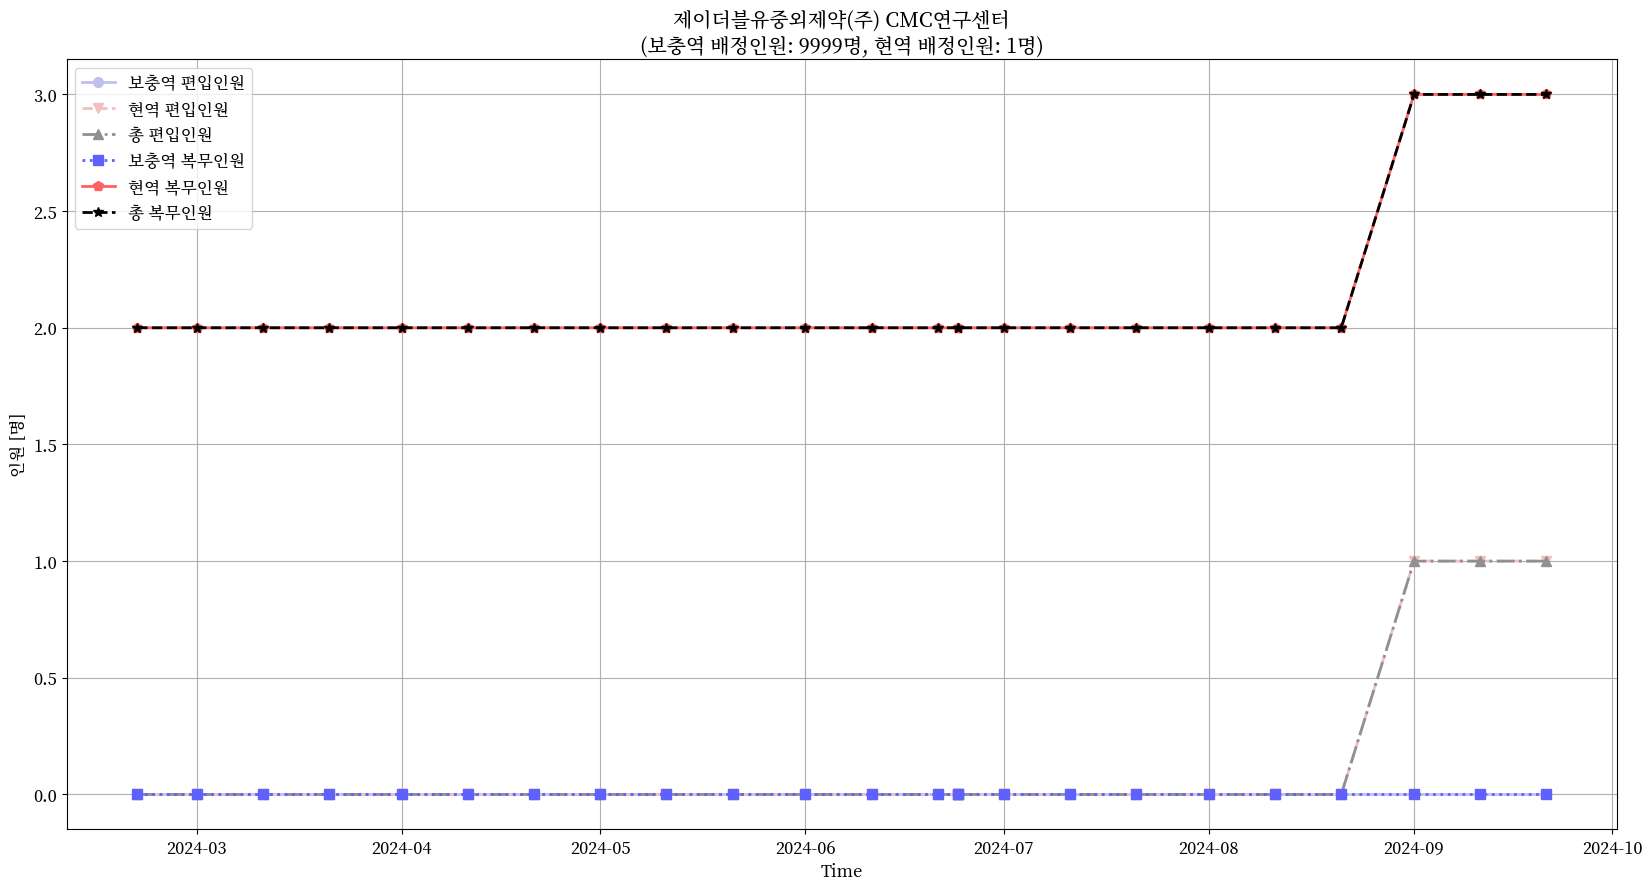 제이더블유중외제약(주) CMC연구센터
(보충역 배정인원: 9999명, 현역 배정인원: 1명)
보충역 편입인원
현역 편입인원
총 편입인원
보충역 복무인원
현역 복무인원
총 복무인원
인원 [명]
3.0
2.5
2.0
1.5
1.0
0.5
0.0
2024-03
2024-04
2024-05
2024-06
2024-07
2024-08
2024-09
2024-10
Time